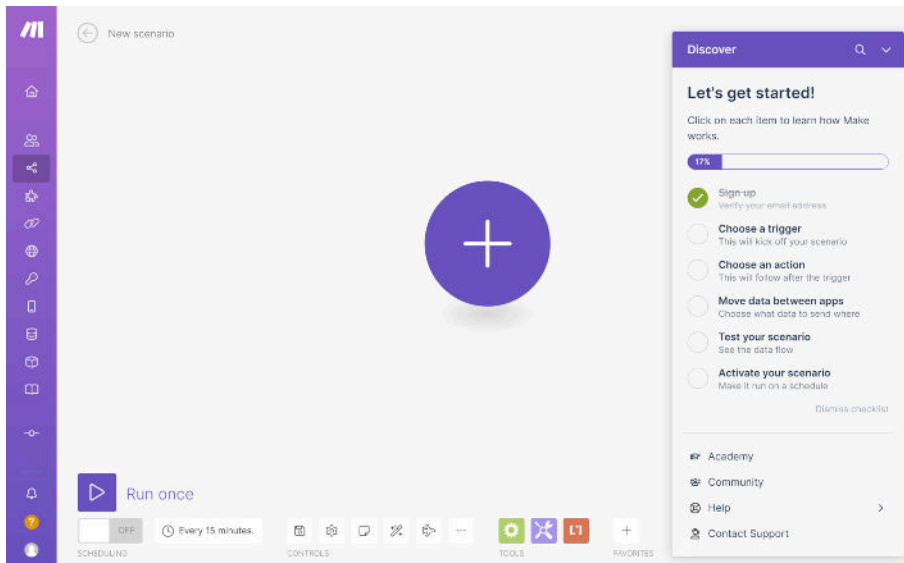 New scenario
Discover
Let's get started!
Click on each item to learn how Make
works.
17%
Sign up
Verify your email address
Choose a trigger
This will kick off your scenario
Choose an action
This will follow after the trigger
Move data between apps
Choose what data to send where
Test your scenario
See the data flow
Activate your scenario
Make it run on a schedule
Dismiss checklist
Academy
Community
Help
Contact Support
Run once
OFF
Every 15 minutes.
SCHEDULING
CONTROLS
TOOLS
FAVORITES